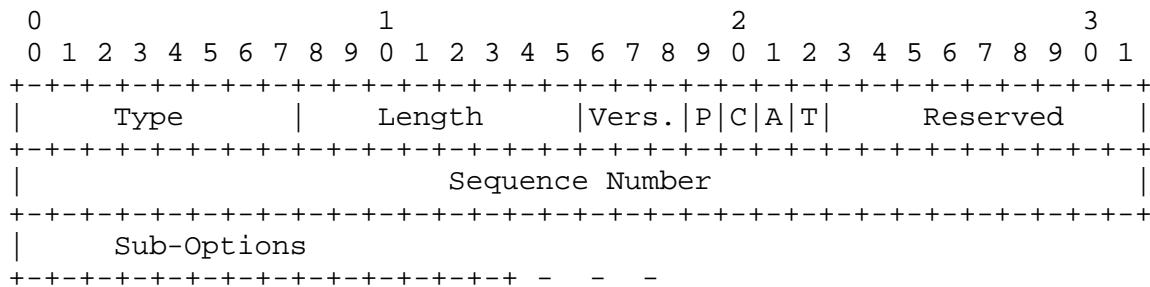 0                   1                   2                   3
 0 1 2 3 4 5 6 7 8 9 0 1 2 3 4 5 6 7 8 9 0 1 2 3 4 5 6 7 8 9 0 1
+-+-+-+-+-+-+-+-+-+-+-+-+-+-+-+-+-+-+-+-+-+-+-+-+-+-+-+-+-+-+-+-+
|     Type      |    Length     |Vers.|P|C|A|T|     Reserved    |
+-+-+-+-+-+-+-+-+-+-+-+-+-+-+-+-+-+-+-+-+-+-+-+-+-+-+-+-+-+-+-+-+
|                        Sequence Number                        |
+-+-+-+-+-+-+-+-+-+-+-+-+-+-+-+-+-+-+-+-+-+-+-+-+-+-+-+-+-+-+-+-+
|     Sub-Options
+-+-+-+-+-+-+-+-+-+-+-+-+-+-+ -  -  -